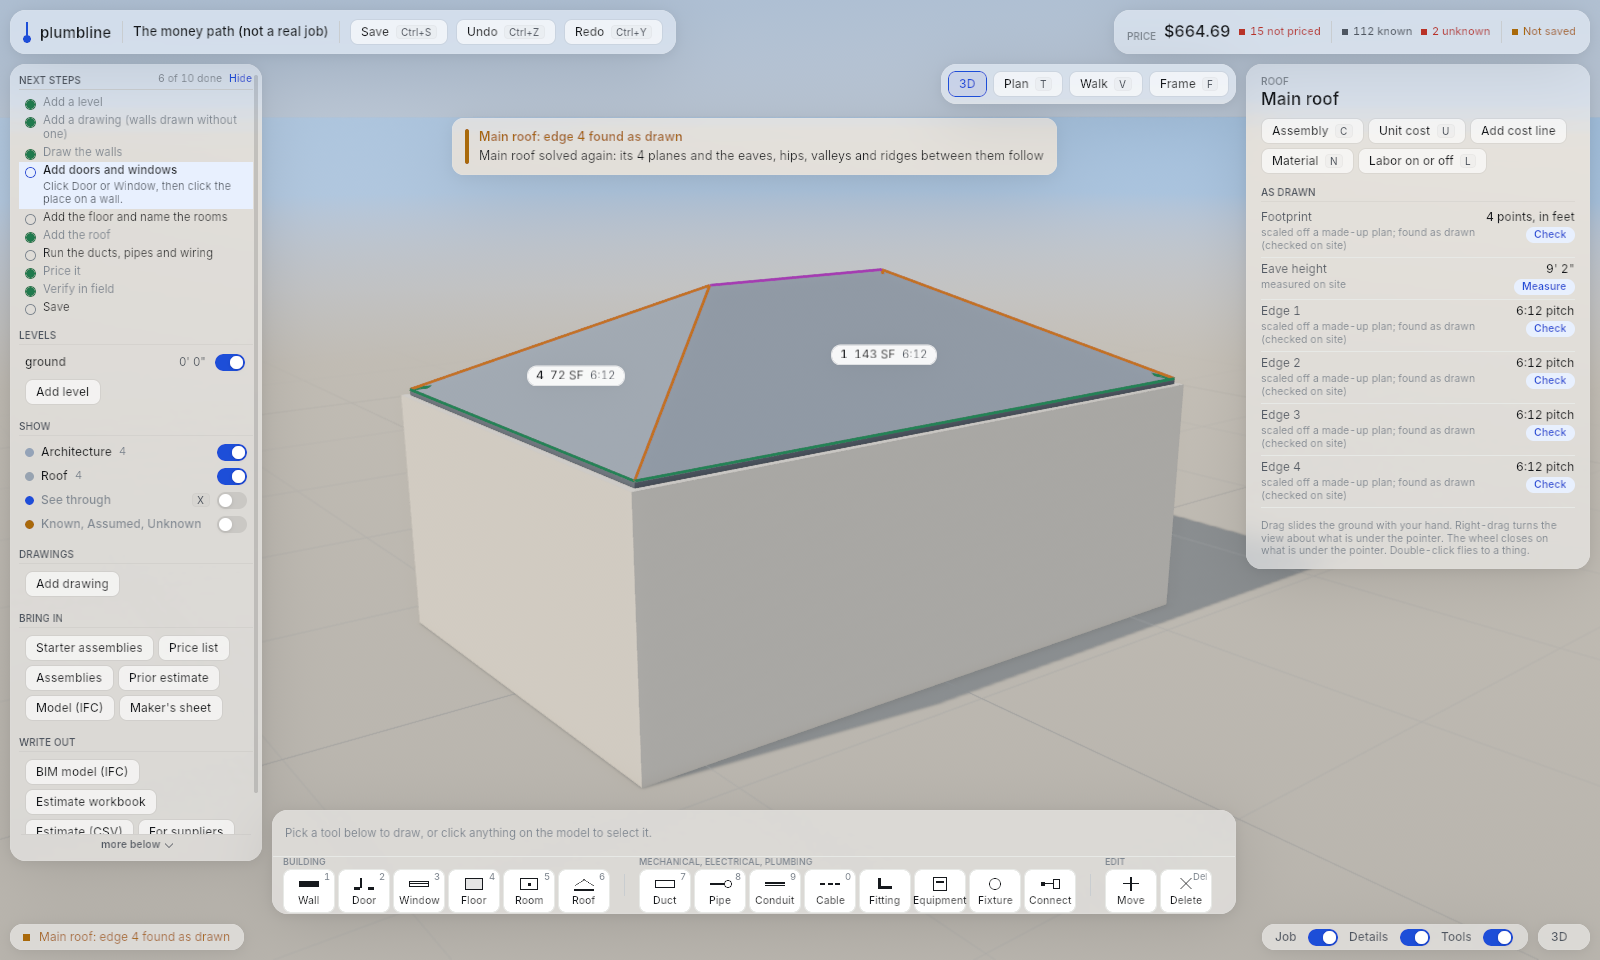 plumbline
The money path (not a real job)
Save Ctrl+S
Undo Ctrl+Z
Redo Ctrl+Y
PRICE $664.69
15 not priced
112 known
2 unknown
Not saved
NEXT STEPS
6 of 10 done Hide
Add a level
Add a drawing (walls drawn without
one)
Draw the walls
Add doors and windows
Click Door or Window, then click the
place on a wall.
Add the floor and name the rooms
Add the roof
Run the ducts, pipes and wiring
Price it
Verify in field
Save
LEVELS
ground 0' 0"
Add level
SHOW
Architecture 4
Roof 4
See through X
Known, Assumed, Unknown
DRAWINGS
Add drawing
BRING IN
Starter assemblies Price list
Assemblies Prior estimate
Model (IFC) Maker's sheet
WRITE OUT
BIM model (IFC)
Estimate workbook
Estimate (CSV) For suppliers
more below
3D
Plan T
Walk V
Frame F
Main roof: edge 4 found as drawn
Main roof solved again: its 4 planes and the eaves, hips, valleys and ridges between them follow
4 72 SF 6:12
1 143 SF 6:12
ROOF
Main roof
Assembly C
Unit cost U
Add cost line
Material N
Labor on or off L
AS DRAWN
Footprint 4 points, in feet
scaled off a made-up plan; found as drawn
(checked on site)
Check
Eave height 9' 2"
measured on site
Measure
Edge 1 6:12 pitch
scaled off a made-up plan; found as drawn
(checked on site)
Check
Edge 2 6:12 pitch
scaled off a made-up plan; found as drawn
(checked on site)
Check
Edge 3 6:12 pitch
scaled off a made-up plan; found as drawn
(checked on site)
Check
Edge 4 6:12 pitch
scaled off a made-up plan; found as drawn
(checked on site)
Check
Drag slides the ground with your hand. Right-drag turns the
view about what is under the pointer. The wheel closes on
what is under the pointer. Double-click flies to a thing.
Pick a tool below to draw, or click anything on the model to select it.
BUILDING
1 Wall
2 Door
3 Window
4 Floor
5 Room
6 Roof
MECHANICAL, ELECTRICAL, PLUMBING
7 Duct
8 Pipe
9 Conduit
0 Cable
Fitting
Equipment
Fixture
Connect
EDIT
Move
Del Delete
Main roof: edge 4 found as drawn
Job
Details
Tools
3D